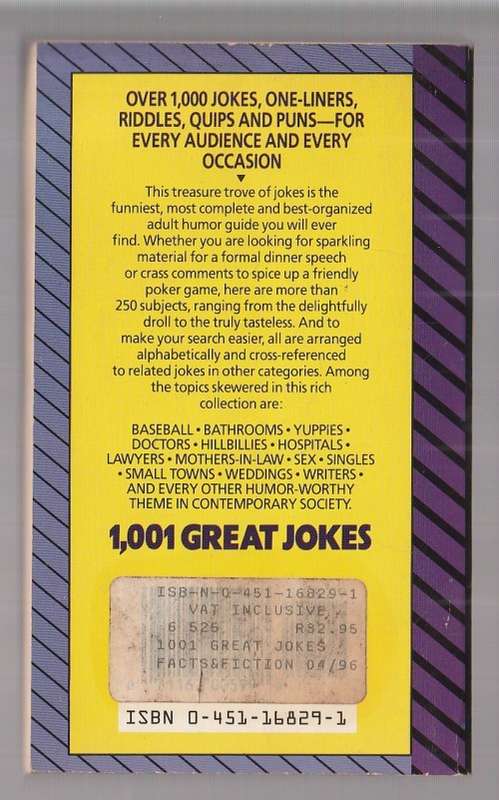 OVER 1,000 JOKES, ONE-LINERS,
RIDDLES, QUIPS AND PUNS—FOR
EVERY AUDIENCE AND EVERY
OCCASION
This treasure trove of jokes is the
funniest, most complete and best-organized
adult humor guide you will ever
find. Whether you are looking for sparkling
material for a formal dinner speech
or crass comments to spice up a friendly
poker game, here are more than
250 subjects, ranging from the delightfully
droll to the truly tasteless. And to
make your search easier, all are arranged
alphabetically and cross-referenced
to related jokes in other categories. Among
the topics skewered in this rich
collection are:
BASEBALL • BATHROOMS • YUPPIES •
DOCTORS • HILLBILLIES • HOSPITALS •
LAWYERS • MOTHERS-IN-LAW • SEX • SINGLES
• SMALL TOWNS • WEDDINGS • WRITERS •
AND EVERY OTHER HUMOR-WORTHY
THEME IN CONTEMPORARY SOCIETY.
1,001 GREAT JOKES
ISB-N-0-451-16829-1
VAT INCLUSIVE
6 525 R32.95
1001 GREAT JOKES
FACTS&FICTION 04/96
ISBN 0-451-16829-1